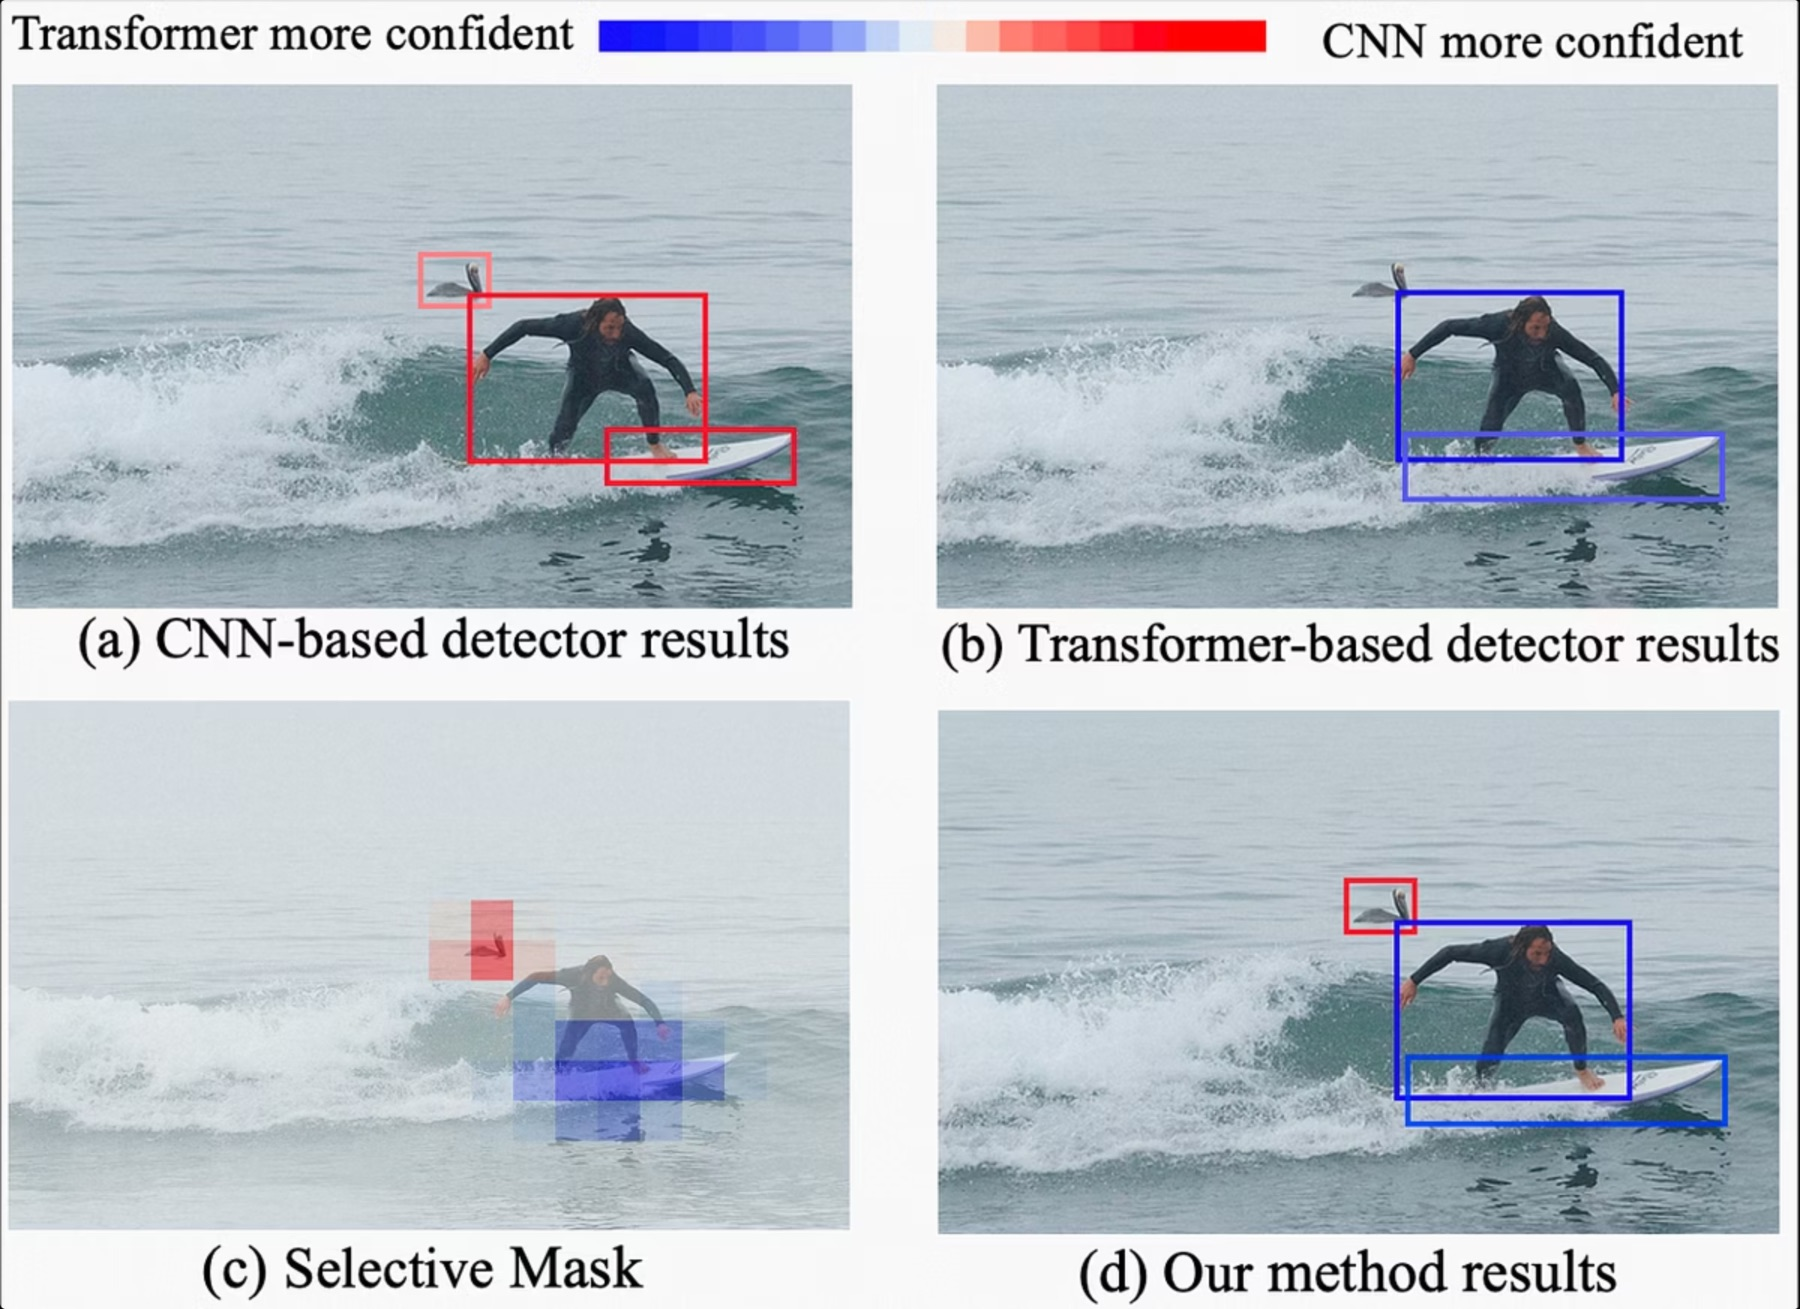 Transformer more confident
CNN more confident
(a) CNN-based detector results
(b) Transformer-based detector results
(c) Selective Mask
(d) Our method results